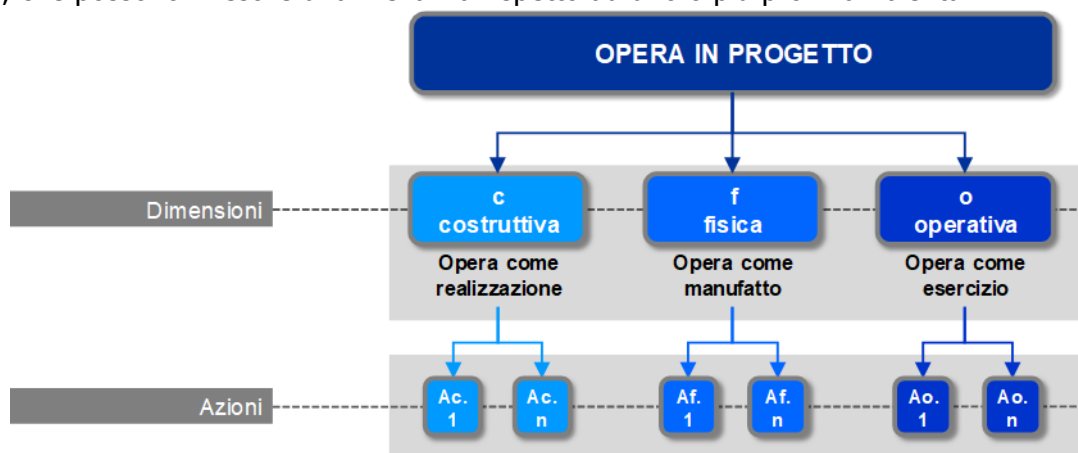 OPERA IN PROGETTO
Dimensioni
c
costruttiva
f
fisica
o
operativa
Opera come
realizzazione
Opera come
manufatto
Opera come
esercizio
Azioni
Ac.
1
Ac.
n
Af.
1
Af.
n
Ao.
1
Ao.
n